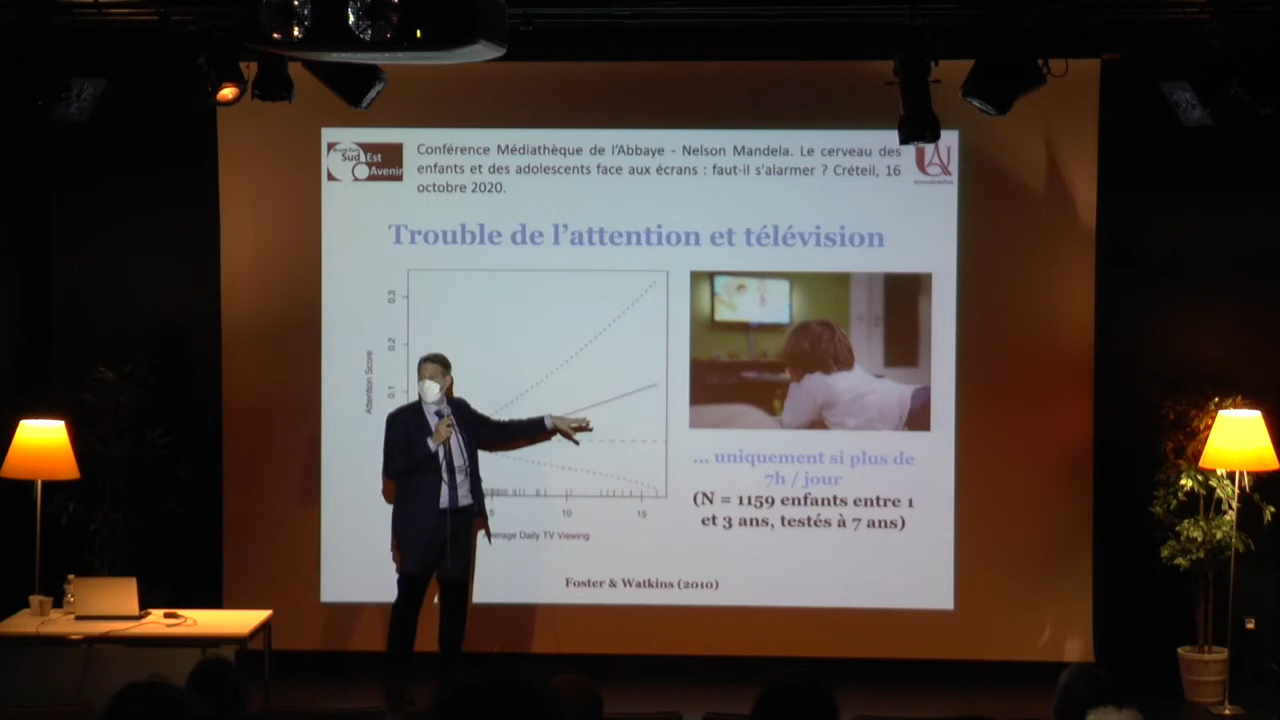 Grand Paris
Sud Est
Avenir
Conférence Médiathèque de l'Abbaye - Nelson Mandela. Le cerveau des
enfants et des adolescents face aux écrans : faut-il s'alarmer ? Créteil, 16
octobre 2020.
Trouble de l'attention et télévision
Attention Score
0.3
0.2
0.1
5
10
15
Daily TV Viewing
... uniquement si plus de
7h / jour
(N = 1159 enfants entre 1
et 3 ans, testés à 7 ans)
Foster & Watkins (2010)